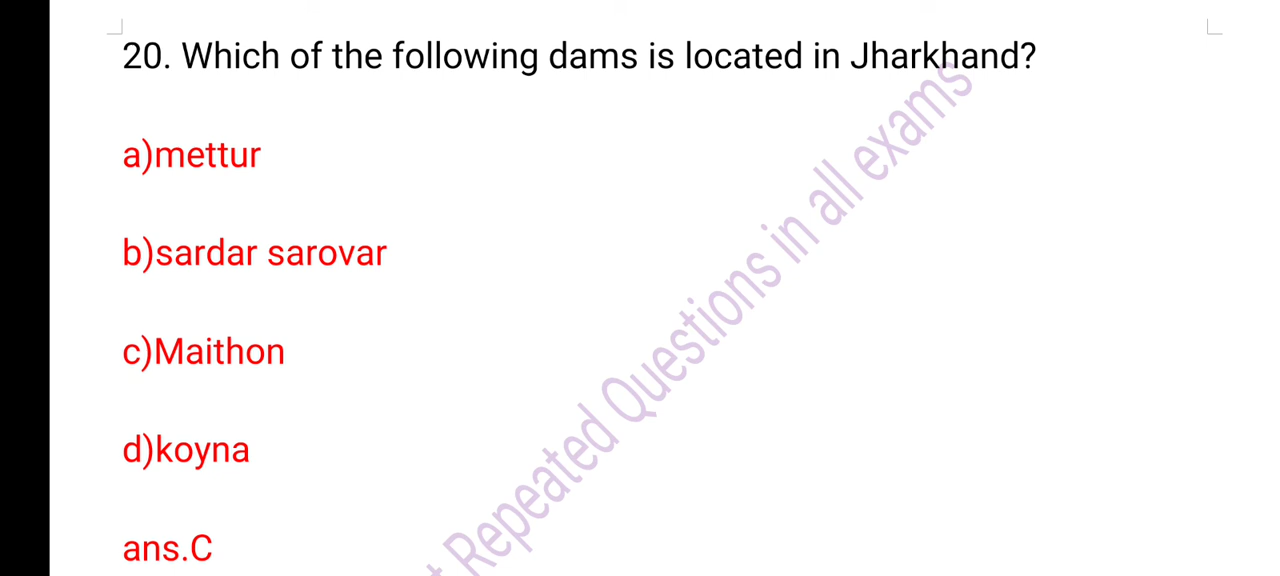 20. Which of the following dams is located in Jharkhand?
a)mettur
b)sardar sarovar
c)Maithon
d)koyna
ans.C
Repeated Questions in all exams